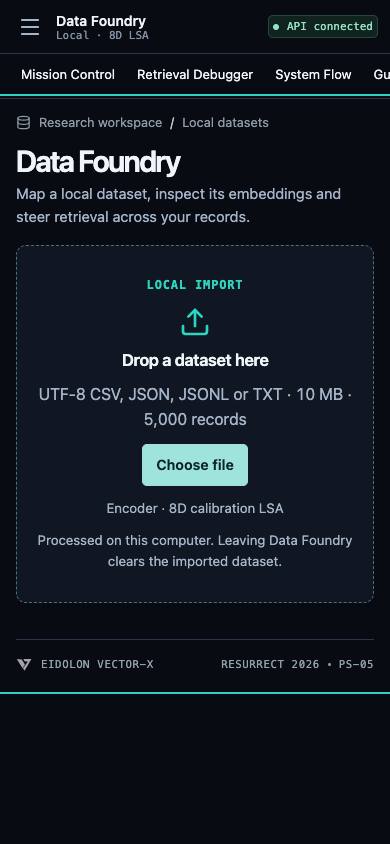 Data Foundry
Local · 8D LSA
API connected
Mission Control
Retrieval Debugger
System Flow
Gu
Research workspace / Local datasets
Data Foundry
Map a local dataset, inspect its embeddings and
steer retrieval across your records.
LOCAL IMPORT
Drop a dataset here
UTF-8 CSV, JSON, JSONL or TXT · 10 MB ·
5,000 records
Choose file
Encoder · 8D calibration LSA
Processed on this computer. Leaving Data Foundry
clears the imported dataset.
EIDOLON VECTOR-X
RESURRECT 2026 • PS-05